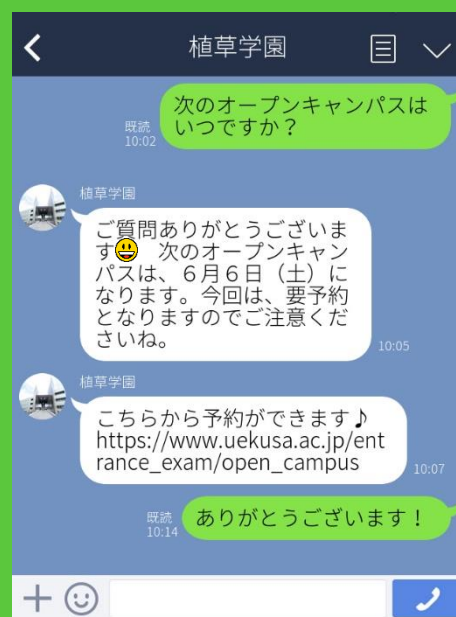 植草学園
次のオープンキャンパスは
いつですか？
既読
10:02
植草学園
ご質問ありがとうございま
す😃　次のオープンキャン
パスは、６月６日（土）に
なります。今回は、要予約
となりますのでご注意くだ
さいね。
10:05
植草学園
こちらから予約ができます♪
https://www.uekusa.ac.jp/ent
rance_exam/open_campus
10:07
既読
10:14
ありがとうございます！